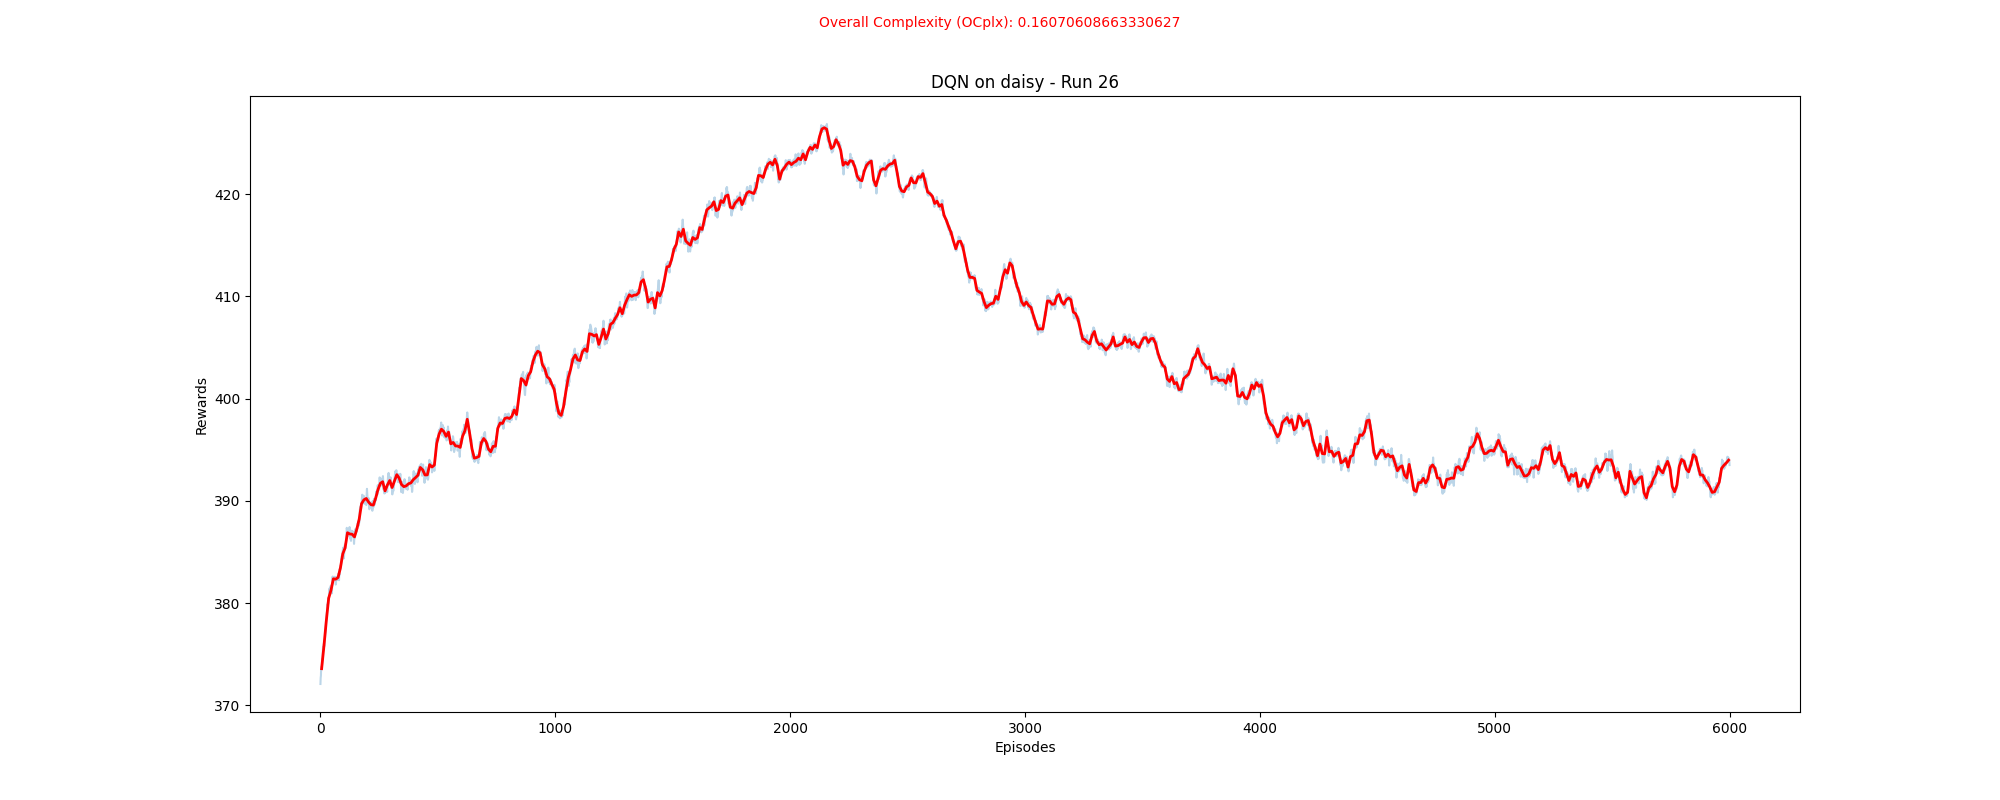 Overall Complexity (OCplx): 0.16070608663330627
DQN on daisy - Run 26
Rewards
420
410
400
390
380
370
0 1000 2000 3000 4000 5000 6000
Episodes